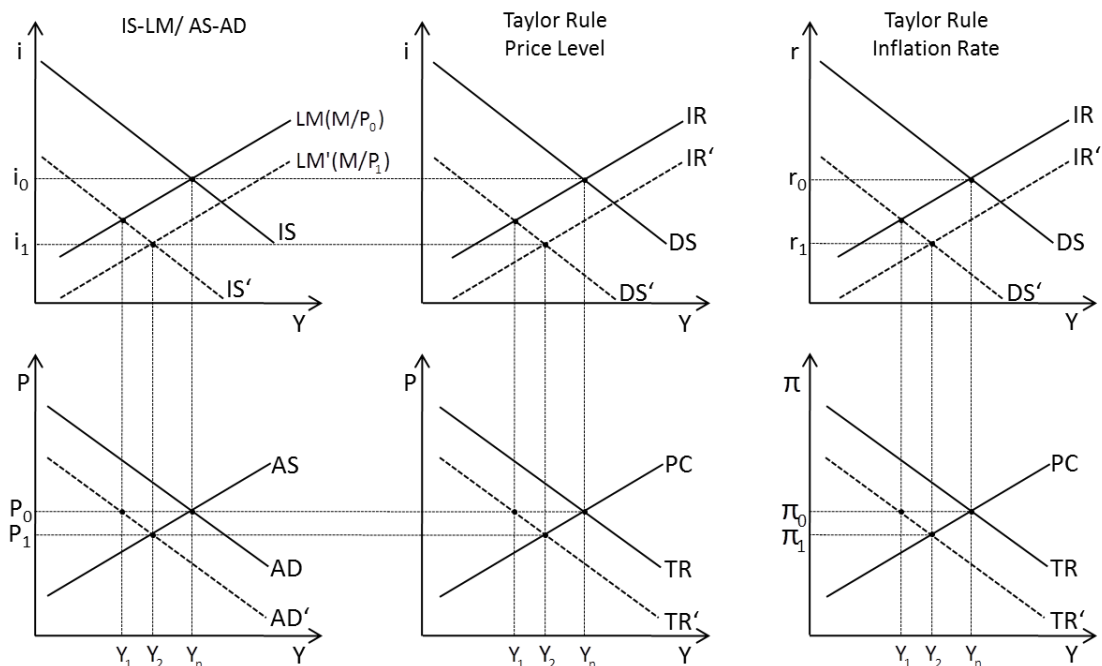 IS-LM/ AS-AD
i
LM(M/P₀)
LM'(M/P₁)
i₀
i₁
IS
IS‘
Y
Taylor Rule
Price Level
i
IR
IR‘
DS
DS‘
Y
Taylor Rule
Inflation Rate
r
IR
IR‘
r₀
r₁
DS
DS‘
Y
P
AS
P₀
P₁
AD
AD‘
Y₁ Y₂ Yₙ Y
P
PC
TR
TR‘
Y₁ Y₂ Yₙ Y
π
PC
π₀
π₁
TR
TR‘
Y₁ Y₂ Yₙ Y